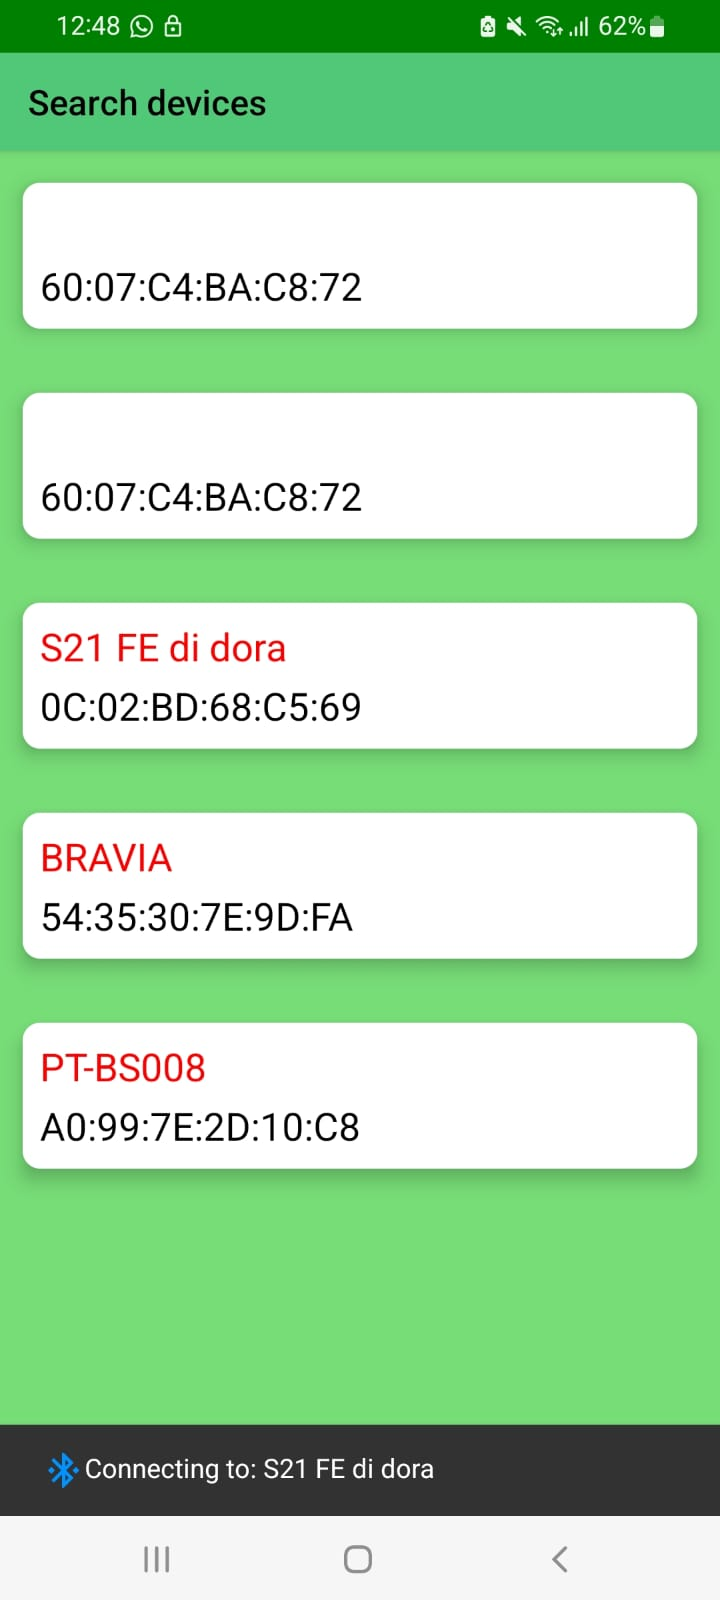 12:48
62%
Search devices
60:07:C4:BA:C8:72
60:07:C4:BA:C8:72
S21 FE di dora
0C:02:BD:68:C5:69
BRAVIA
54:35:30:7E:9D:FA
PT-BS008
A0:99:7E:2D:10:C8
Connecting to: S21 FE di dora